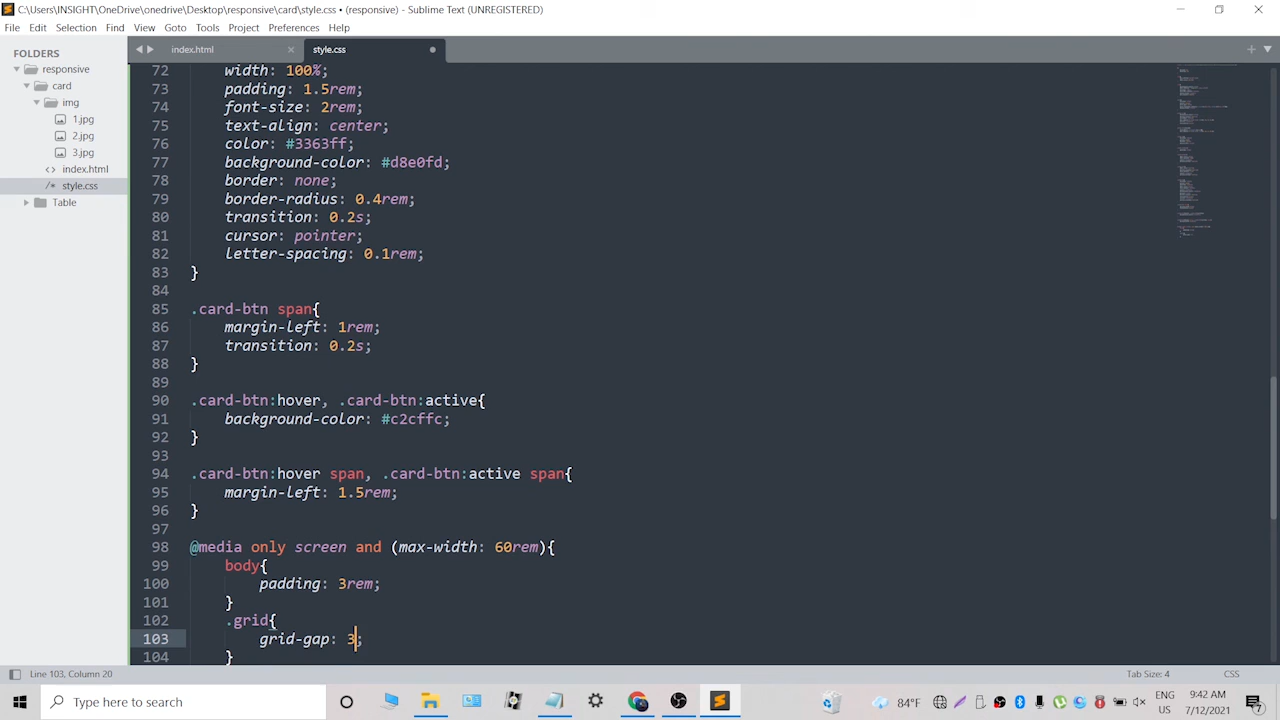 C:\Users\INSIGHT\OneDrive\onedrive\Desktop\responsive\card\style.css • (responsive) - Sublime Text (UNREGISTERED)
File Edit Selection Find View Goto Tools Project Preferences Help
FOLDERS
responsive
card
img
1.jpg
2.jpg
3.jpg
index.html
style.css
Table
index.html
style.css
72 width: 100%;
73 padding: 1.5rem;
74 font-size: 2rem;
75 text-align: center;
76 color: #3363ff;
77 background-color: #d8e0fd;
78 border: none;
79 border-radius: 0.4rem;
80 transition: 0.2s;
81 cursor: pointer;
82 letter-spacing: 0.1rem;
83 }
84
85 .card-btn span{
86 margin-left: 1rem;
87 transition: 0.2s;
88 }
89
90 .card-btn:hover, .card-btn:active{
91 background-color: #c2cffc;
92 }
93
94 .card-btn:hover span, .card-btn:active span{
95 margin-left: 1.5rem;
96 }
97
98 @media only screen and (max-width: 60rem){
99 body{
100 padding: 3rem;
101 }
102 .grid{
103 grid-gap: 3;
104 }
Line 103, Column 20
Tab Size: 4
CSS
Type here to search
84°F
ENG
US
9:42 AM
7/12/2021
7